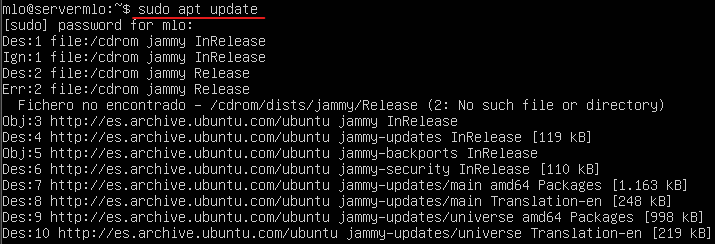 mlo@servermlo:~$ sudo apt update
[sudo] password for mlo:
Des:1 file:/cdrom jammy InRelease
Ign:1 file:/cdrom jammy InRelease
Des:2 file:/cdrom jammy Release
Err:2 file:/cdrom jammy Release
  Fichero no encontrado - /cdrom/dists/jammy/Release (2: No such file or directory)
Obj:3 http://es.archive.ubuntu.com/ubuntu jammy InRelease
Des:4 http://es.archive.ubuntu.com/ubuntu jammy-updates InRelease [119 kB]
Obj:5 http://es.archive.ubuntu.com/ubuntu jammy-backports InRelease
Des:6 http://es.archive.ubuntu.com/ubuntu jammy-security InRelease [110 kB]
Des:7 http://es.archive.ubuntu.com/ubuntu jammy-updates/main amd64 Packages [1.163 kB]
Des:8 http://es.archive.ubuntu.com/ubuntu jammy-updates/main Translation-en [248 kB]
Des:9 http://es.archive.ubuntu.com/ubuntu jammy-updates/universe amd64 Packages [998 kB]
Des:10 http://es.archive.ubuntu.com/ubuntu jammy-updates/universe Translation-en [219 kB]